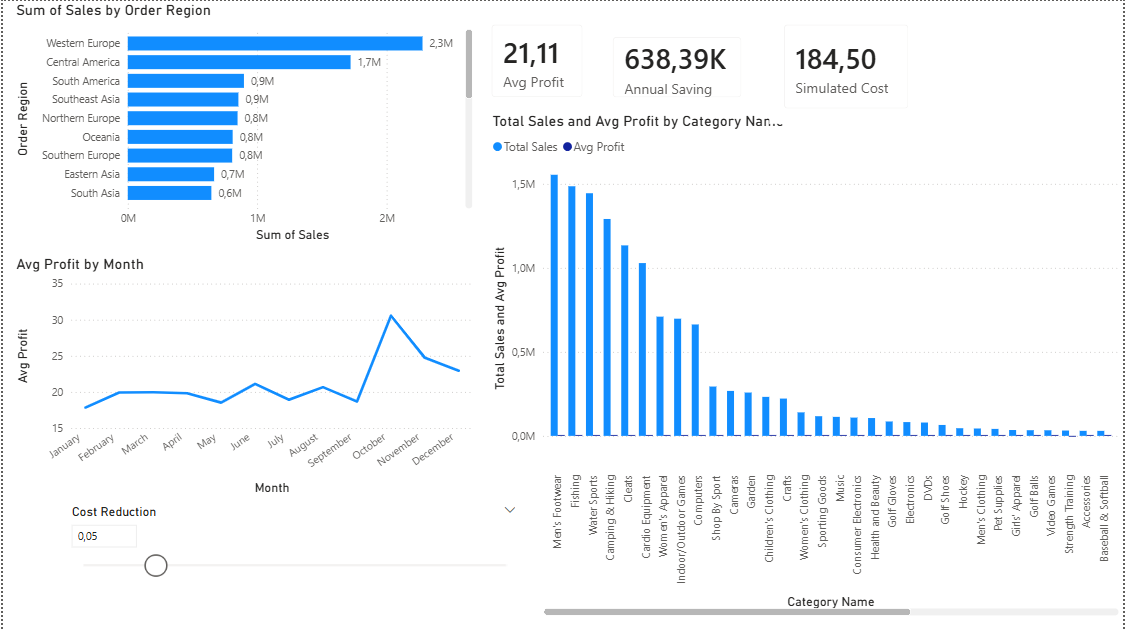 Sum of Sales by Order Region
Order Region
Western Europe 2,3M
Central America 1,7M
South America 0,9M
Southeast Asia 0,9M
Northern Europe 0,8M
Oceania 0,8M
Southern Europe 0,8M
Eastern Asia 0,7M
South Asia 0,6M
0M 1M 2M
Sum of Sales
21,11
Avg Profit
638,39K
Annual Saving
184,50
Simulated Cost
Avg Profit by Month
Avg Profit
35
30
25
20
15
January
February
March
April
May
June
July
August
September
October
November
December
Month
Cost Reduction
0,05
Total Sales and Avg Profit by Category
Total Sales Avg Profit
Total Sales and Avg Profit
1,5M
1,0M
0,5M
0,0M
Men's Footwear
Fishing
Water Sports
Camping & Hiking
Cleats
Cardio Equipment
Women's Apparel
Indoor/Outdoor Games
Computers
Shop By Sport
Cameras
Garden
Children's Clothing
Crafts
Women's Clothing
Sporting Goods
Music
Consumer Electronics
Health and Beauty
Golf Gloves
Electronics
DVDs
Golf Shoes
Hockey
Men's Clothing
Pet Supplies
Girls' Apparel
Golf Balls
Video Games
Strength Training
Accessories
Baseball & Softball
Category Name